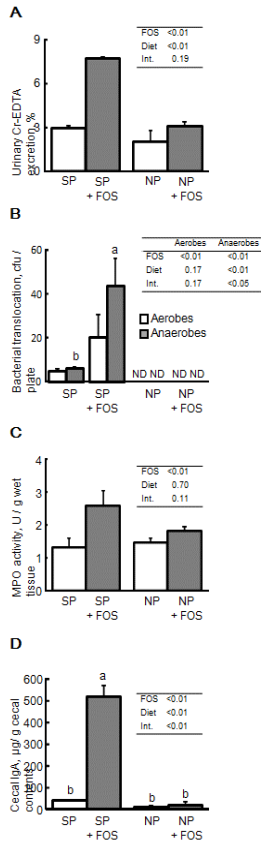 A
Urinary Cr-EDTA
excretion, %
9
6
3
0
FOS <0.01
Diet <0.01
Int. 0.19
SP SP + FOS NP NP + FOS
B
Bacterial translocation, cfu /
plate
60
40
20
0
Aerobes Anaerobes
FOS <0.01 <0.01
Diet 0.17 <0.01
Int. 0.17 <0.05
Aerobes
Anaerobes
b
a
ND ND ND ND
SP SP + FOS NP NP + FOS
C
MPO activity, U / g wet
tissue
4
3
2
1
0
FOS <0.01
Diet 0.70
Int. 0.11
SP SP + FOS NP NP + FOS
D
Cecal IgA, µg/ g cecal
contents
600
500
400
300
200
100
0
FOS <0.01
Diet <0.01
Int. <0.01
b
a
b
b
SP SP + FOS NP NP + FOS